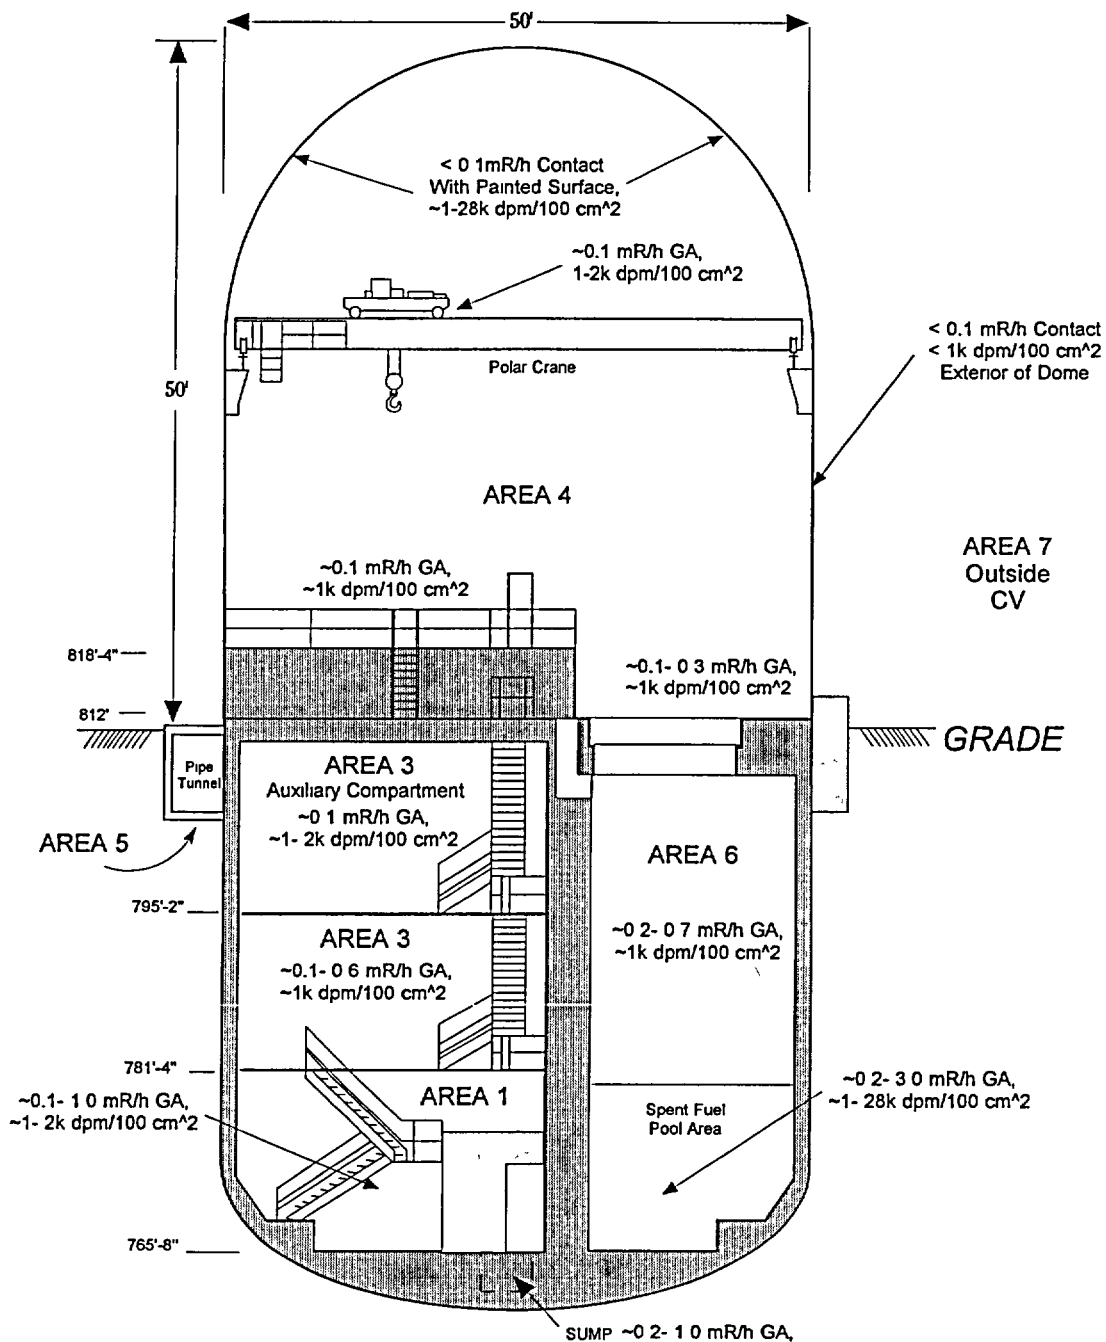 50'
50'
< 0 1mR/h Contact
With Painted Surface,
~1-28k dpm/100 cm^2
~0.1 mR/h GA,
1-2k dpm/100 cm^2
Polar Crane
< 0.1 mR/h Contact
< 1k dpm/100 cm^2
Exterior of Dome
AREA 4
AREA 7
Outside
CV
~0.1 mR/h GA,
~1k dpm/100 cm^2
818'-4"
~0.1- 0 3 mR/h GA,
~1k dpm/100 cm^2
812'
GRADE
Pipe
Tunnel
AREA 5
AREA 3
Auxiliary Compartment
~0 1 mR/h GA,
~1- 2k dpm/100 cm^2
AREA 6
~0 2- 0 7 mR/h GA,
~1k dpm/100 cm^2
795'-2"
AREA 3
~0.1- 0 6 mR/h GA,
~1k dpm/100 cm^2
781'-4"
AREA 1
~0.1- 1 0 mR/h GA,
~1- 2k dpm/100 cm^2
Spent Fuel
Pool Area
~0 2- 3 0 mR/h GA,
~1- 28k dpm/100 cm^2
765'-8"
SUMP ~0 2- 1 0 mR/h GA,